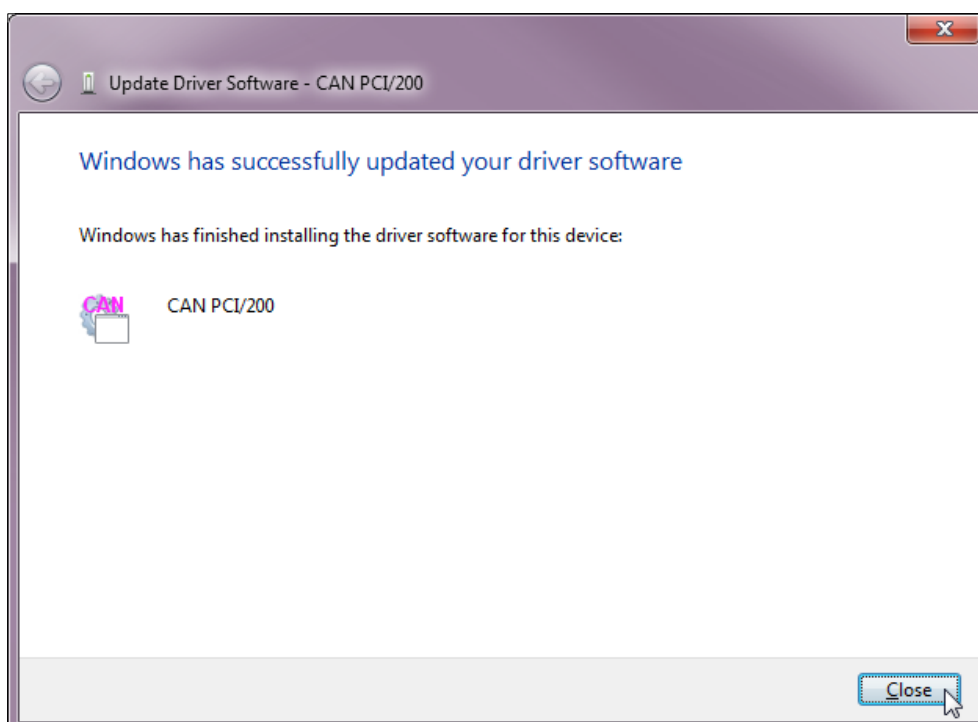 Update Driver Software - CAN PCI/200
Windows has successfully updated your driver software
Windows has finished installing the driver software for this device:
CAN
CAN PCI/200
Close